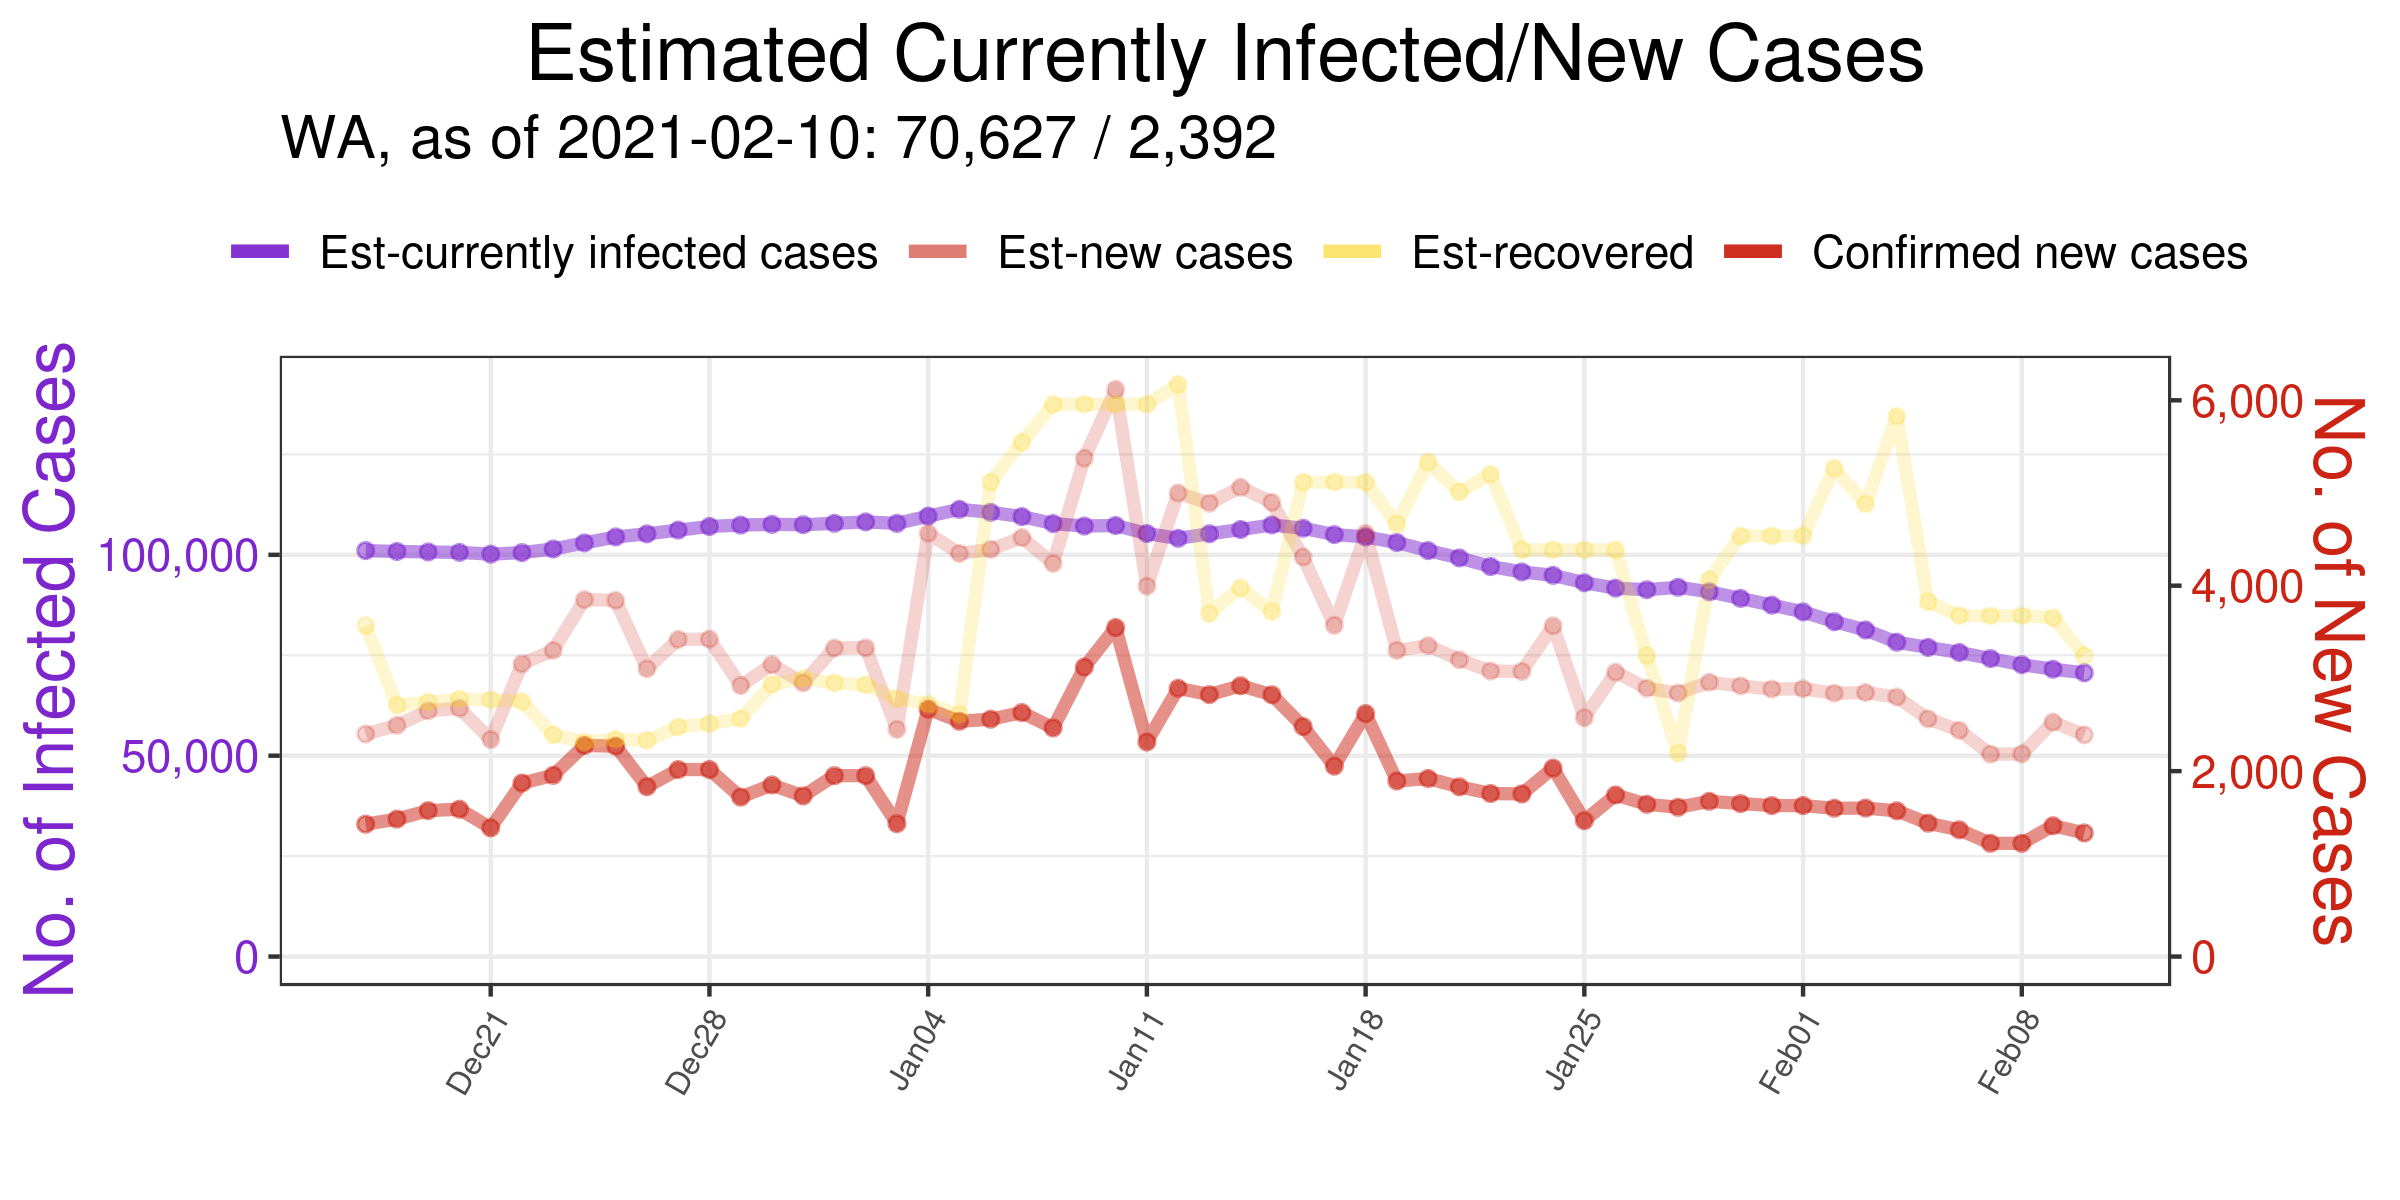 Estimated Currently Infected/New Cases
WA, as of 2021-02-10: 70,627 / 2,392
Est-currently infected cases Est-new cases Est-recovered Confirmed new cases
No. of Infected Cases
100,000
50,000
0
6,000
4,000
2,000
0
No. of New Cases
Dec21 Dec28 Jan04 Jan11 Jan18 Jan25 Feb01 Feb08